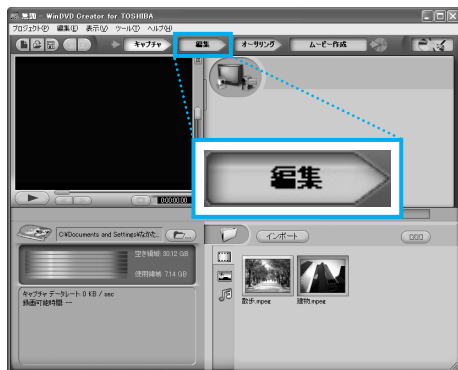 無題 - WinDVD Creator for TOSHIBA
プロジェクト(P) 編集(E) 表示(V) ツール(T) ヘルプ(H)
キャプチャ 編集 オーサリング ムービー作成
編集
00:00:00
C:¥Documents and Settings¥なかた...
空き領域: 30.12 GB
使用領域: 7.14 GB
キャプチャ データレート: 0 KB / sec
録画可能時間: ---
インポート
散歩.mpeg 建物.mpeg